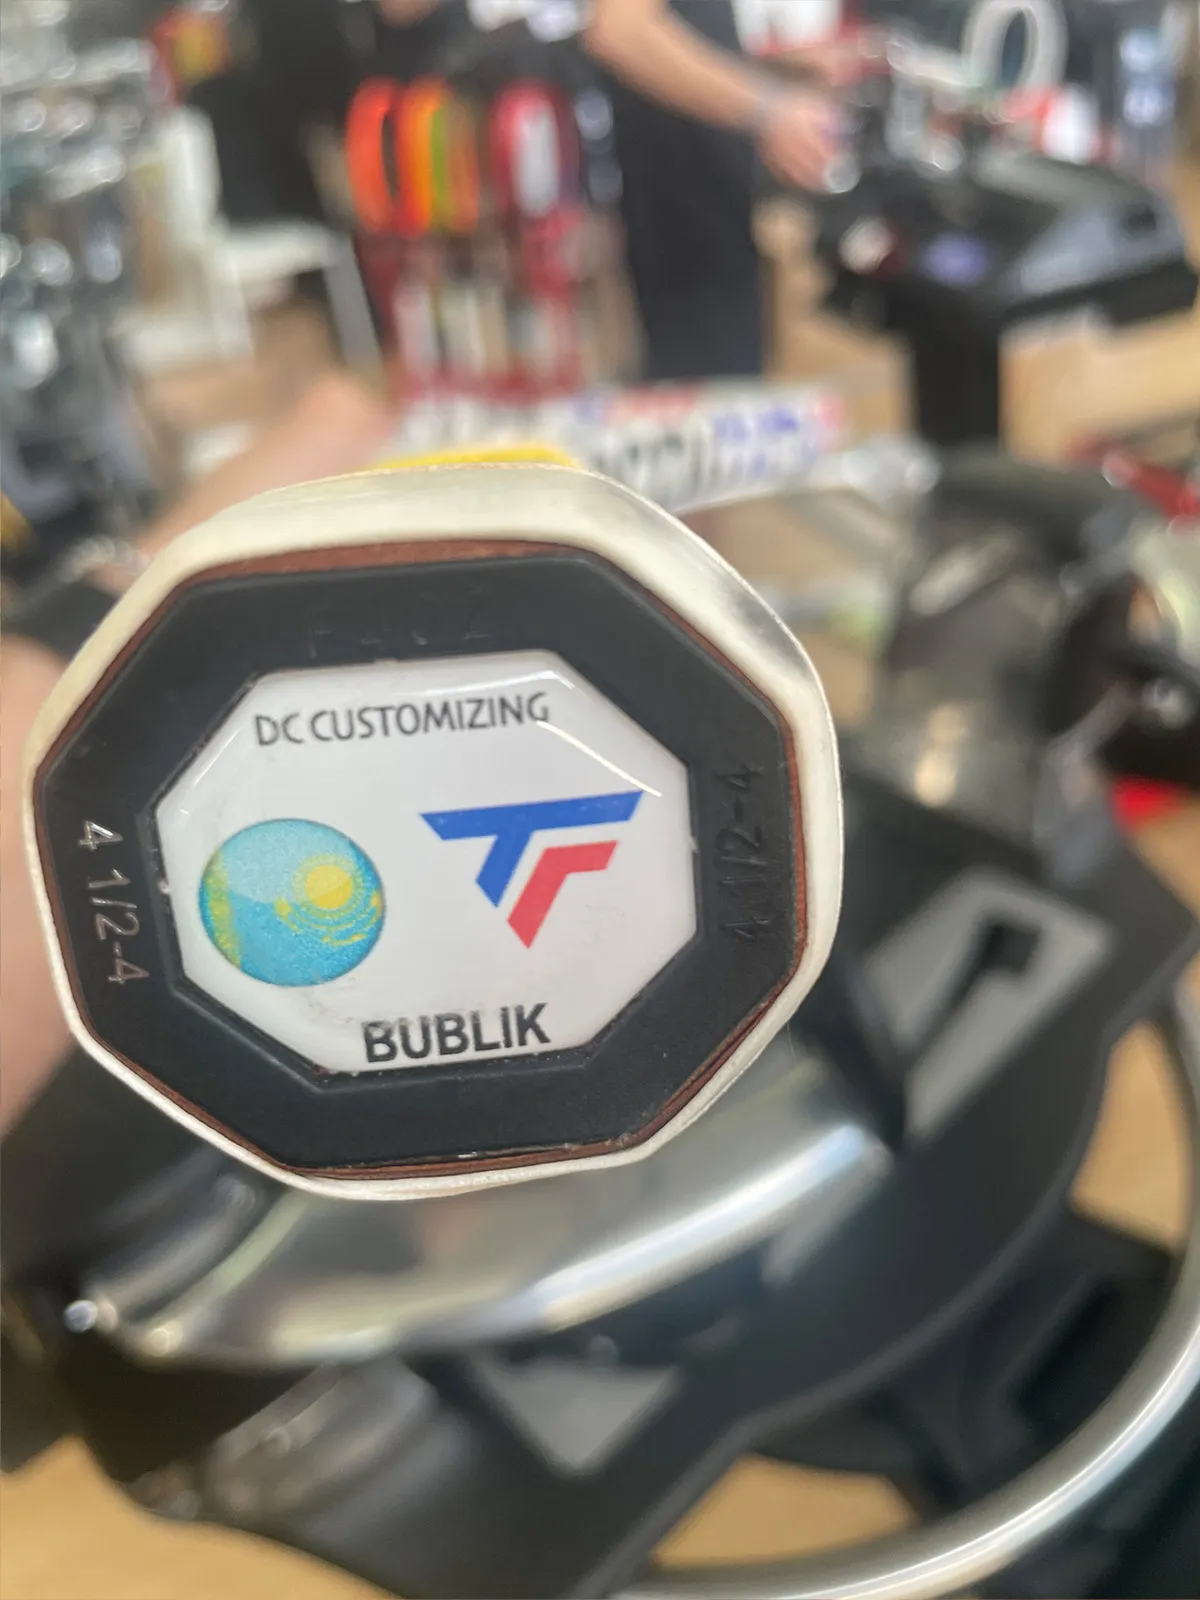 DC CUSTOMIZING
4 1/2-4
4 1/2-4
BUBLIK